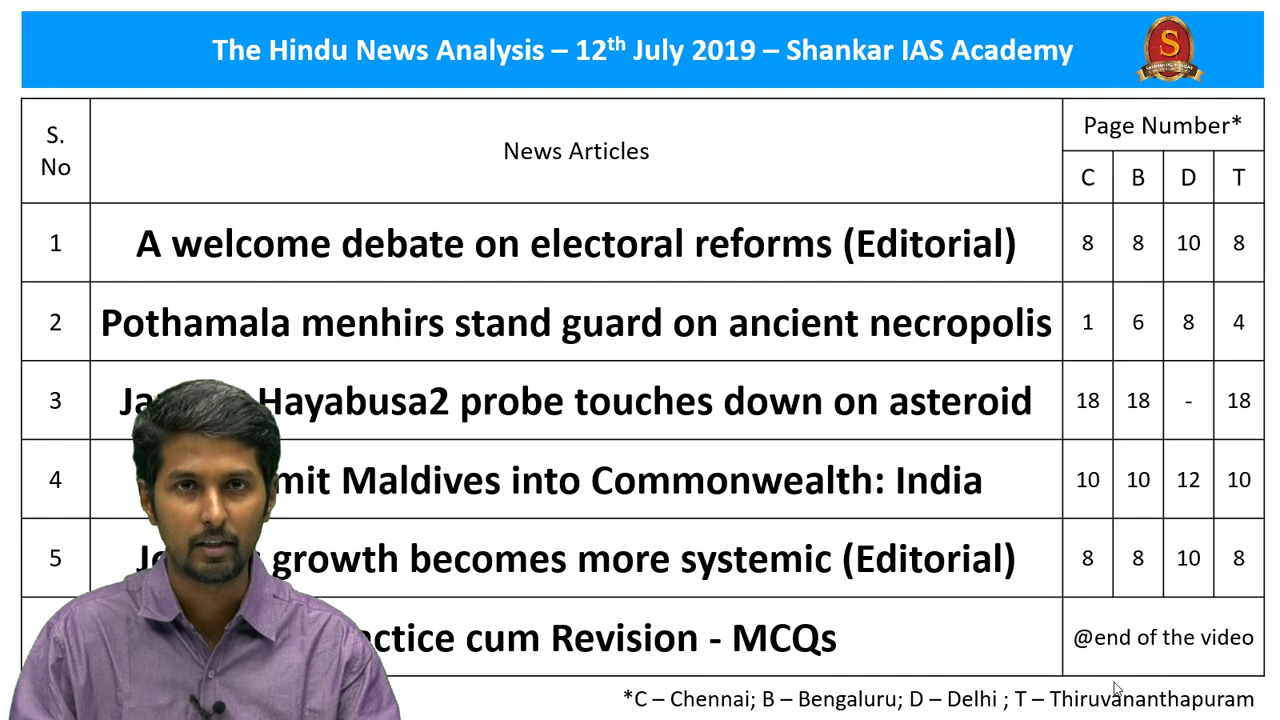 The Hindu News Analysis – 12th July 2019 – Shankar IAS Academy
S
S. No
News Articles
Page Number*
C B D T
1 A welcome debate on electoral reforms (Editorial) 8 8 10 8
2 Pothamala menhirs stand guard on ancient necropolis 1 6 8 4
3 Hayabusa2 probe touches down on asteroid 18 18 - 18
4 Maldives into Commonwealth: India 10 10 12 10
5 growth becomes more systemic (Editorial) 8 8 10 8
cum Revision - MCQs @end of the video
*C – Chennai; B – Bengaluru; D – Delhi ; T – Thiruvananthapuram